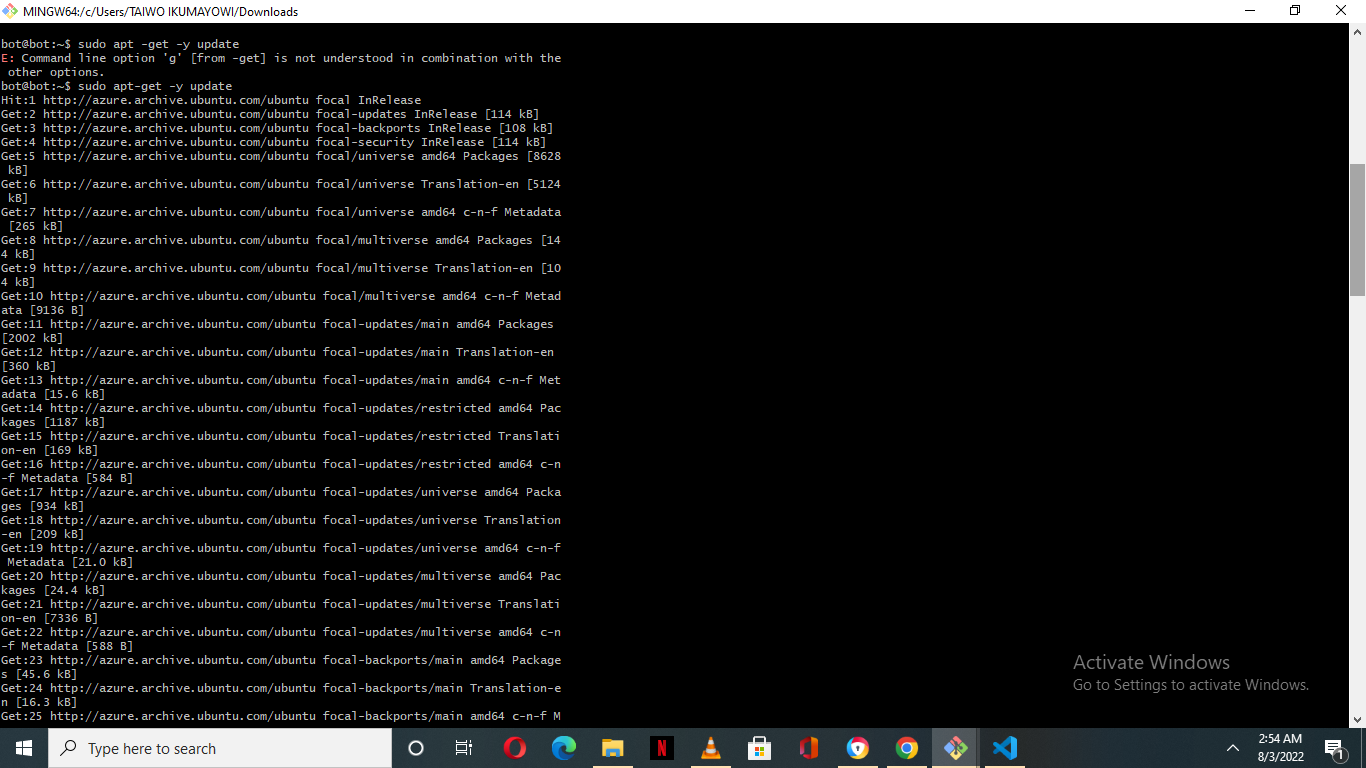 MINGW64:/c/Users/TAIWO IKUMAYOWI/Downloads
bot@bot:~$ sudo apt -get -y update
E: Command line option 'g' [from -get] is not understood in combination with the
other options.
bot@bot:~$ sudo apt-get -y update
Hit:1 http://azure.archive.ubuntu.com/ubuntu focal InRelease
Get:2 http://azure.archive.ubuntu.com/ubuntu focal-updates InRelease [114 kB]
Get:3 http://azure.archive.ubuntu.com/ubuntu focal-backports InRelease [108 kB]
Get:4 http://azure.archive.ubuntu.com/ubuntu focal-security InRelease [114 kB]
Get:5 http://azure.archive.ubuntu.com/ubuntu focal/universe amd64 Packages [8628
kB]
Get:6 http://azure.archive.ubuntu.com/ubuntu focal/universe Translation-en [5124
kB]
Get:7 http://azure.archive.ubuntu.com/ubuntu focal/universe amd64 c-n-f Metadata
[265 kB]
Get:8 http://azure.archive.ubuntu.com/ubuntu focal/multiverse amd64 Packages [14
4 kB]
Get:9 http://azure.archive.ubuntu.com/ubuntu focal/multiverse Translation-en [10
4 kB]
Get:10 http://azure.archive.ubuntu.com/ubuntu focal/multiverse amd64 c-n-f Metad
ata [9136 B]
Get:11 http://azure.archive.ubuntu.com/ubuntu focal-updates/main amd64 Packages
[2002 kB]
Get:12 http://azure.archive.ubuntu.com/ubuntu focal-updates/main Translation-en
[360 kB]
Get:13 http://azure.archive.ubuntu.com/ubuntu focal-updates/main amd64 c-n-f Met
adata [15.6 kB]
Get:14 http://azure.archive.ubuntu.com/ubuntu focal-updates/restricted amd64 Pac
kages [1187 kB]
Get:15 http://azure.archive.ubuntu.com/ubuntu focal-updates/restricted Translati
on-en [169 kB]
Get:16 http://azure.archive.ubuntu.com/ubuntu focal-updates/restricted amd64 c-n
-f Metadata [584 B]
Get:17 http://azure.archive.ubuntu.com/ubuntu focal-updates/universe amd64 Packa
ges [934 kB]
Get:18 http://azure.archive.ubuntu.com/ubuntu focal-updates/universe Translation
-en [209 kB]
Get:19 http://azure.archive.ubuntu.com/ubuntu focal-updates/universe amd64 c-n-f
Metadata [21.0 kB]
Get:20 http://azure.archive.ubuntu.com/ubuntu focal-updates/multiverse amd64 Pac
kages [24.4 kB]
Get:21 http://azure.archive.ubuntu.com/ubuntu focal-updates/multiverse Translati
on-en [7336 B]
Get:22 http://azure.archive.ubuntu.com/ubuntu focal-updates/multiverse amd64 c-n
-f Metadata [588 B]
Get:23 http://azure.archive.ubuntu.com/ubuntu focal-backports/main amd64 Package
s [45.6 kB]
Get:24 http://azure.archive.ubuntu.com/ubuntu focal-backports/main Translation-e
n [16.3 kB]
Get:25 http://azure.archive.ubuntu.com/ubuntu focal-backports/main amd64 c-n-f M
Activate Windows
Go to Settings to activate Windows.
Type here to search
N
2:54 AM
8/3/2022
1